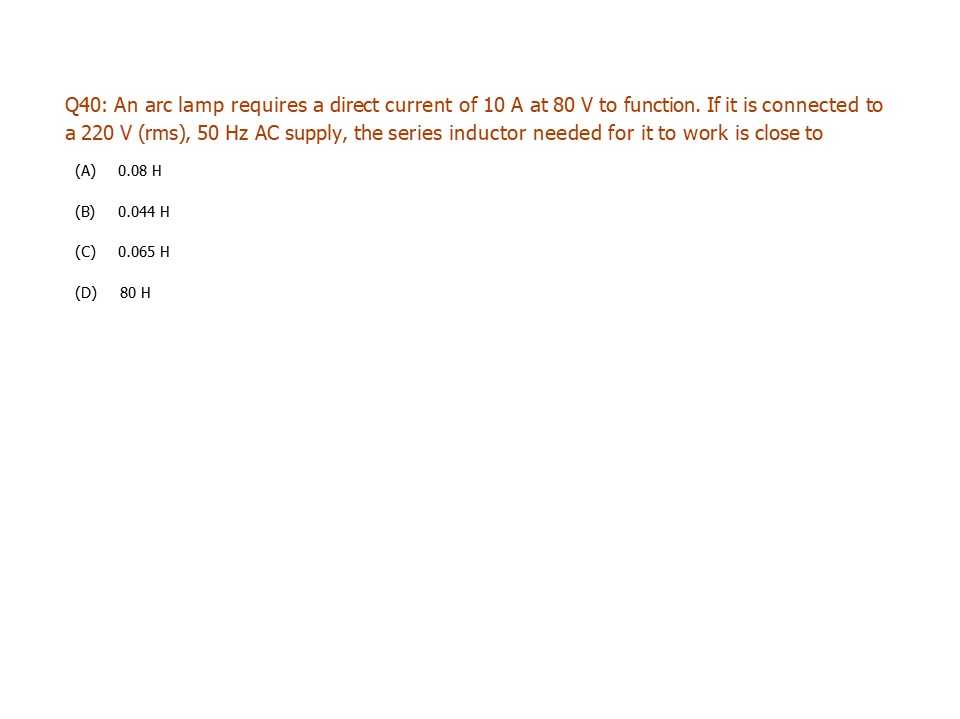 Q40: An arc lamp requires a direct current of 10 A at 80 V to function. If it is connected to
a 220 V (rms), 50 Hz AC supply, the series inductor needed for it to work is close to
(A) 0.08 H
(B) 0.044 H
(C) 0.065 H
(D) 80 H